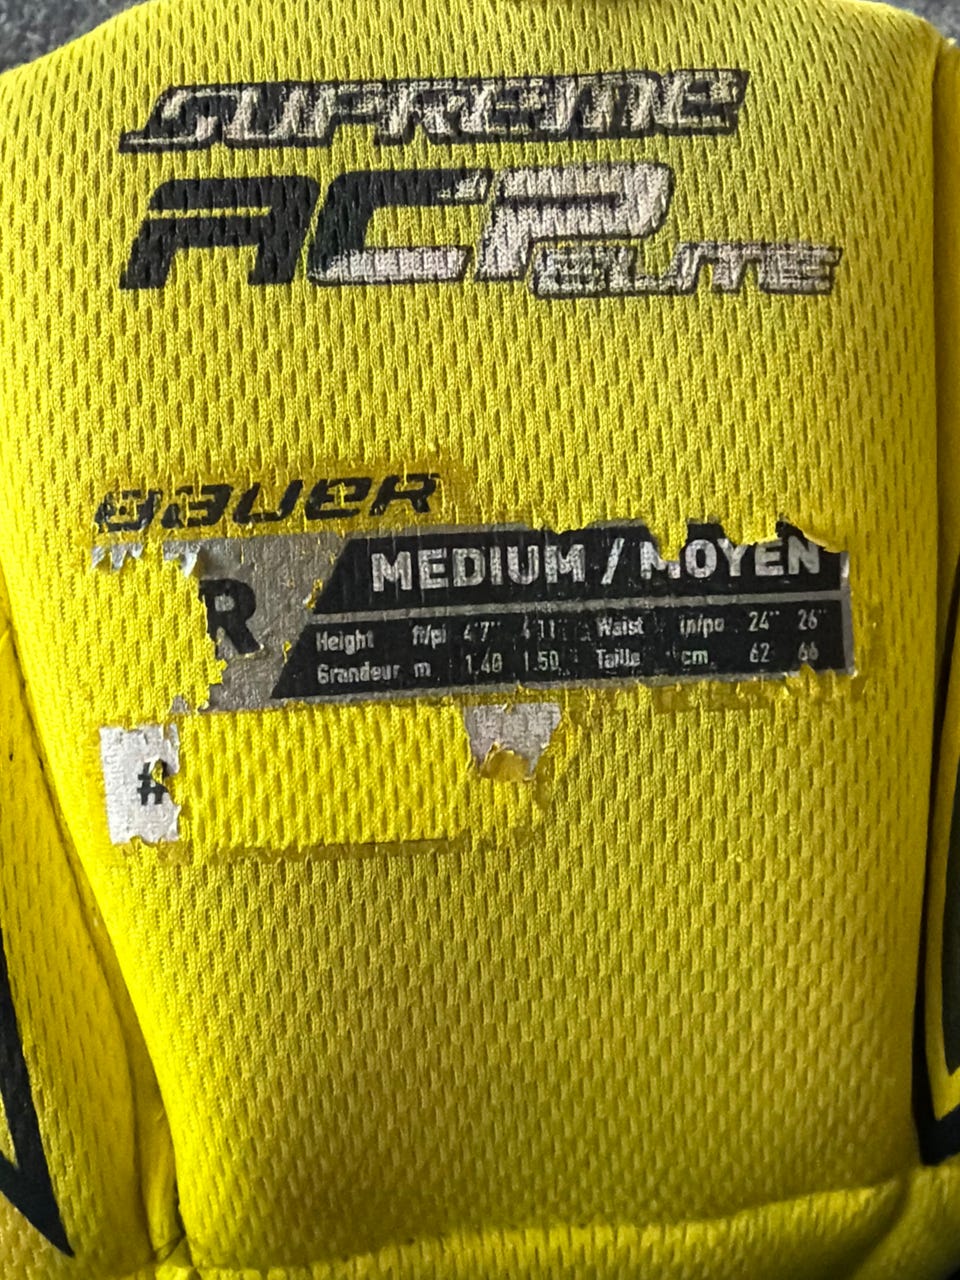 SUPREME
ACP ELITE
BAUER
R MEDIUM / MOYEN
Height ft/pi 4'7" 4'11" Waist in/po 24" 26"
Grandeur m 1.40 1.50 Taille cm 62 66
#